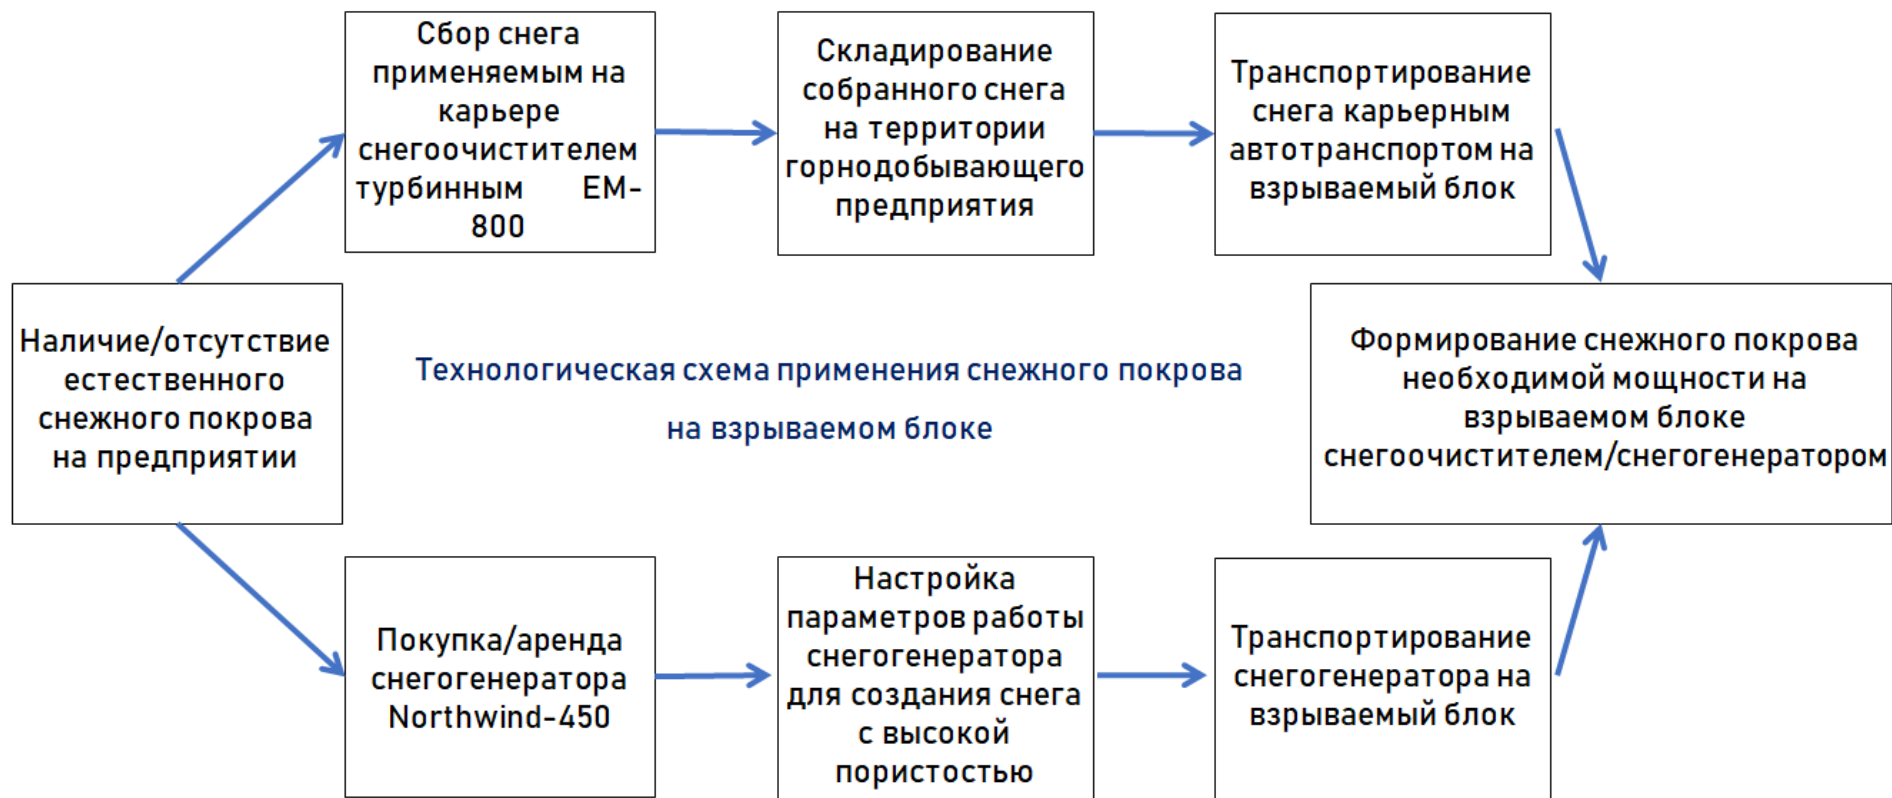 Сбор снега
применяемым на
карьере
снегоочистителем
турбинным ЕМ-
800
Складирование
собранного снега
на территории
горнодобывающего
предприятия
Транспортирование
снега карьерным
автотранспортом на
взрываемый блок
Наличие/отсутствие
естественного
снежного покрова
на предприятии
Технологическая схема применения снежного покрова
на взрываемом блоке
Формирование снежного покрова
необходимой мощности на
взрываемом блоке
снегоочистителем/снегогенератором
Покупка/аренда
снегогенератора
Northwind-450
Настройка
параметров работы
снегогенератора
для создания снега
с высокой
пористостью
Транспортирование
снегогенератора на
взрываемый блок